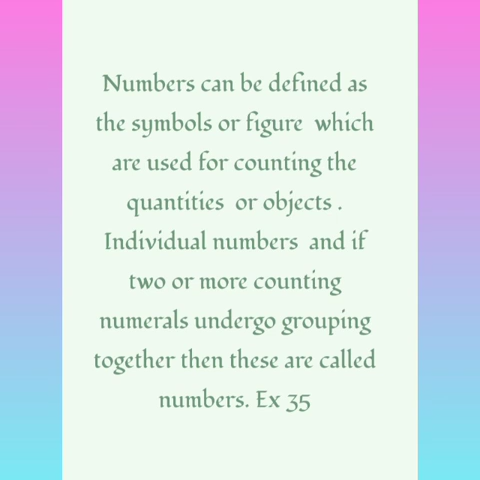 Numbers can be defined as
the symbols or figure which
are used for counting the
quantities or objects .
Individual numbers and if
two or more counting
numerals undergo grouping
together then these are called
numbers. Ex 35